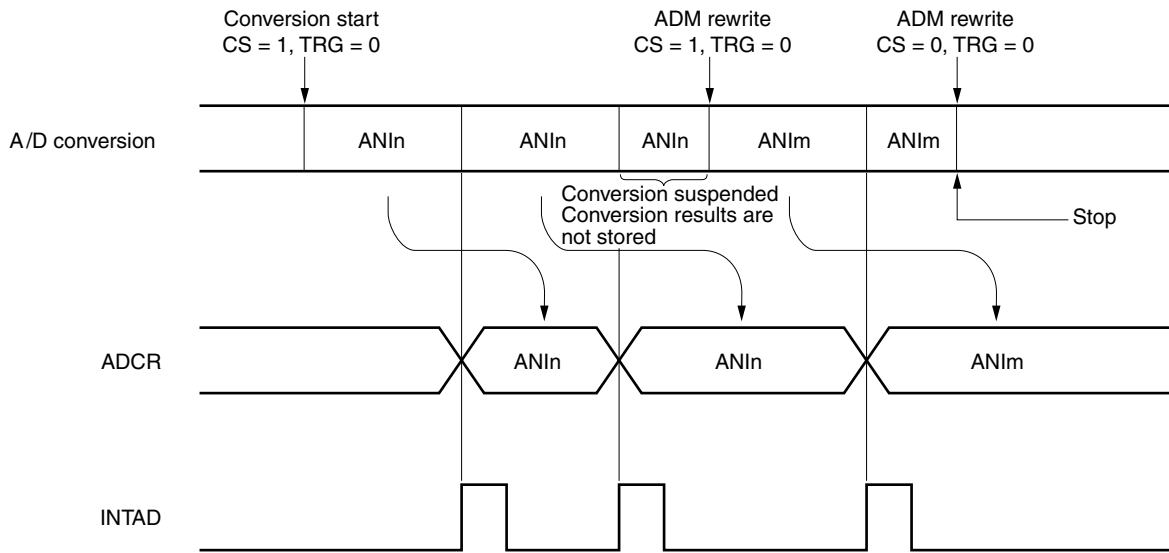 Conversion start
CS = 1, TRG = 0
ADM rewrite
CS = 1, TRG = 0
ADM rewrite
CS = 0, TRG = 0
A/D conversion
ANIn
ANIn
ANIn
ANIm
ANIm
Conversion suspended
Conversion results are
not stored
Stop
ADCR
ANIn
ANIn
ANIm
INTAD